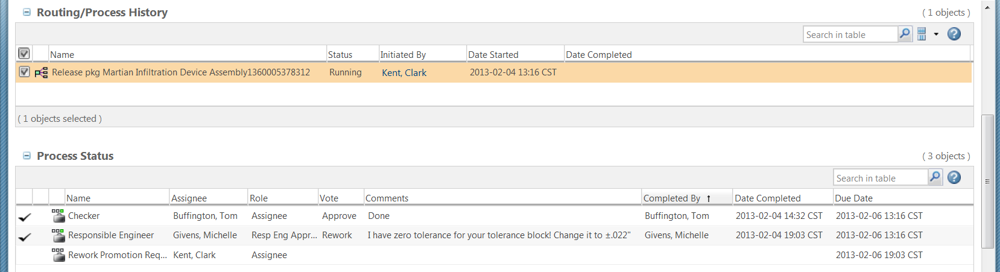 Routing/Process History ( 1 objects )
Search in table
Name Status Initiated By Date Started Date Completed
Release pkg Martian Infiltration Device Assembly1360005378312 Running Kent, Clark 2013-02-04 13:16 CST
( 1 objects selected )
Process Status ( 3 objects )
Search in table
Name Assignee Role Vote Comments Completed By ↑ Date Completed Due Date
Checker Buffington, Tom Assignee Approve Done Buffington, Tom 2013-02-04 14:32 CST 2013-02-06 13:16 CST
Responsible Engineer Givens, Michelle Resp Eng Appr... Rework I have zero tolerance for your tolerance block! Change it to ±.022" Givens, Michelle 2013-02-04 19:03 CST 2013-02-06 13:16 CST
Rework Promotion Req... Kent, Clark Assignee 2013-02-06 19:03 CST